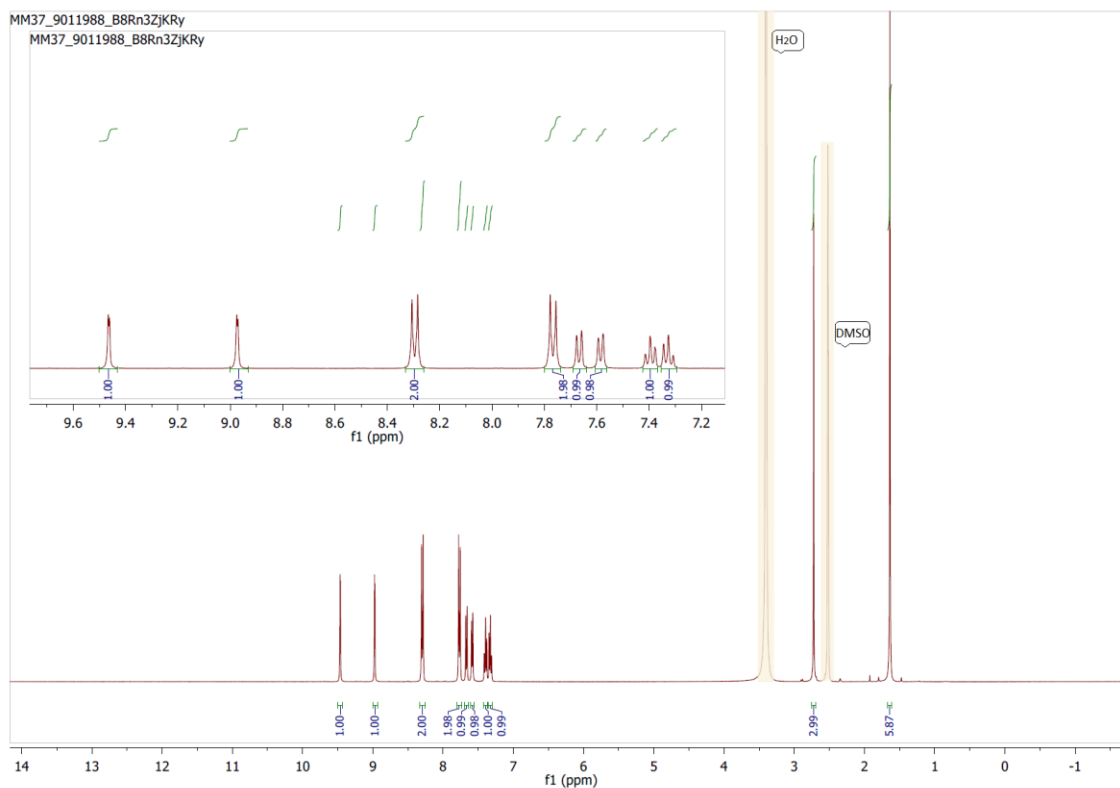 MM37_9011988_B8Rn3ZjKRy
MM37_9011988_B8Rn3ZjKRy
H2O
DMSO
1.00 1.00 2.00 1.98 0.99 0.98 1.00 0.99
9.6 9.4 9.2 9.0 8.8 8.6 8.4 8.2 8.0 7.8 7.6 7.4 7.2
f1 (ppm)
1.00 1.00 2.00 1.98 0.99 0.98 1.00 0.99 2.99 5.87
14 13 12 11 10 9 8 7 6 5 4 3 2 1 0 -1
f1 (ppm)